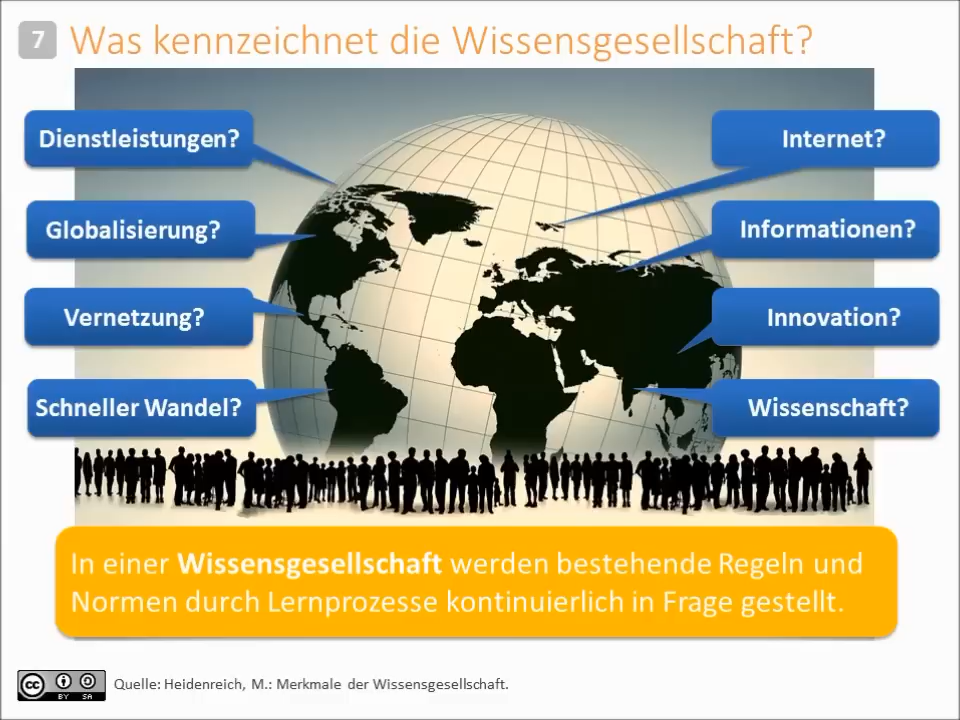 7 Was kennzeichnet die Wissensgesellschaft?
Dienstleistungen?
Internet?
Globalisierung?
Informationen?
Vernetzung?
Innovation?
Schneller Wandel?
Wissenschaft?
In einer Wissensgesellschaft werden bestehende Regeln und
Normen durch Lernprozesse kontinuierlich in Frage gestellt.
cc BY SA Quelle: Heidenreich, M.: Merkmale der Wissensgesellschaft.